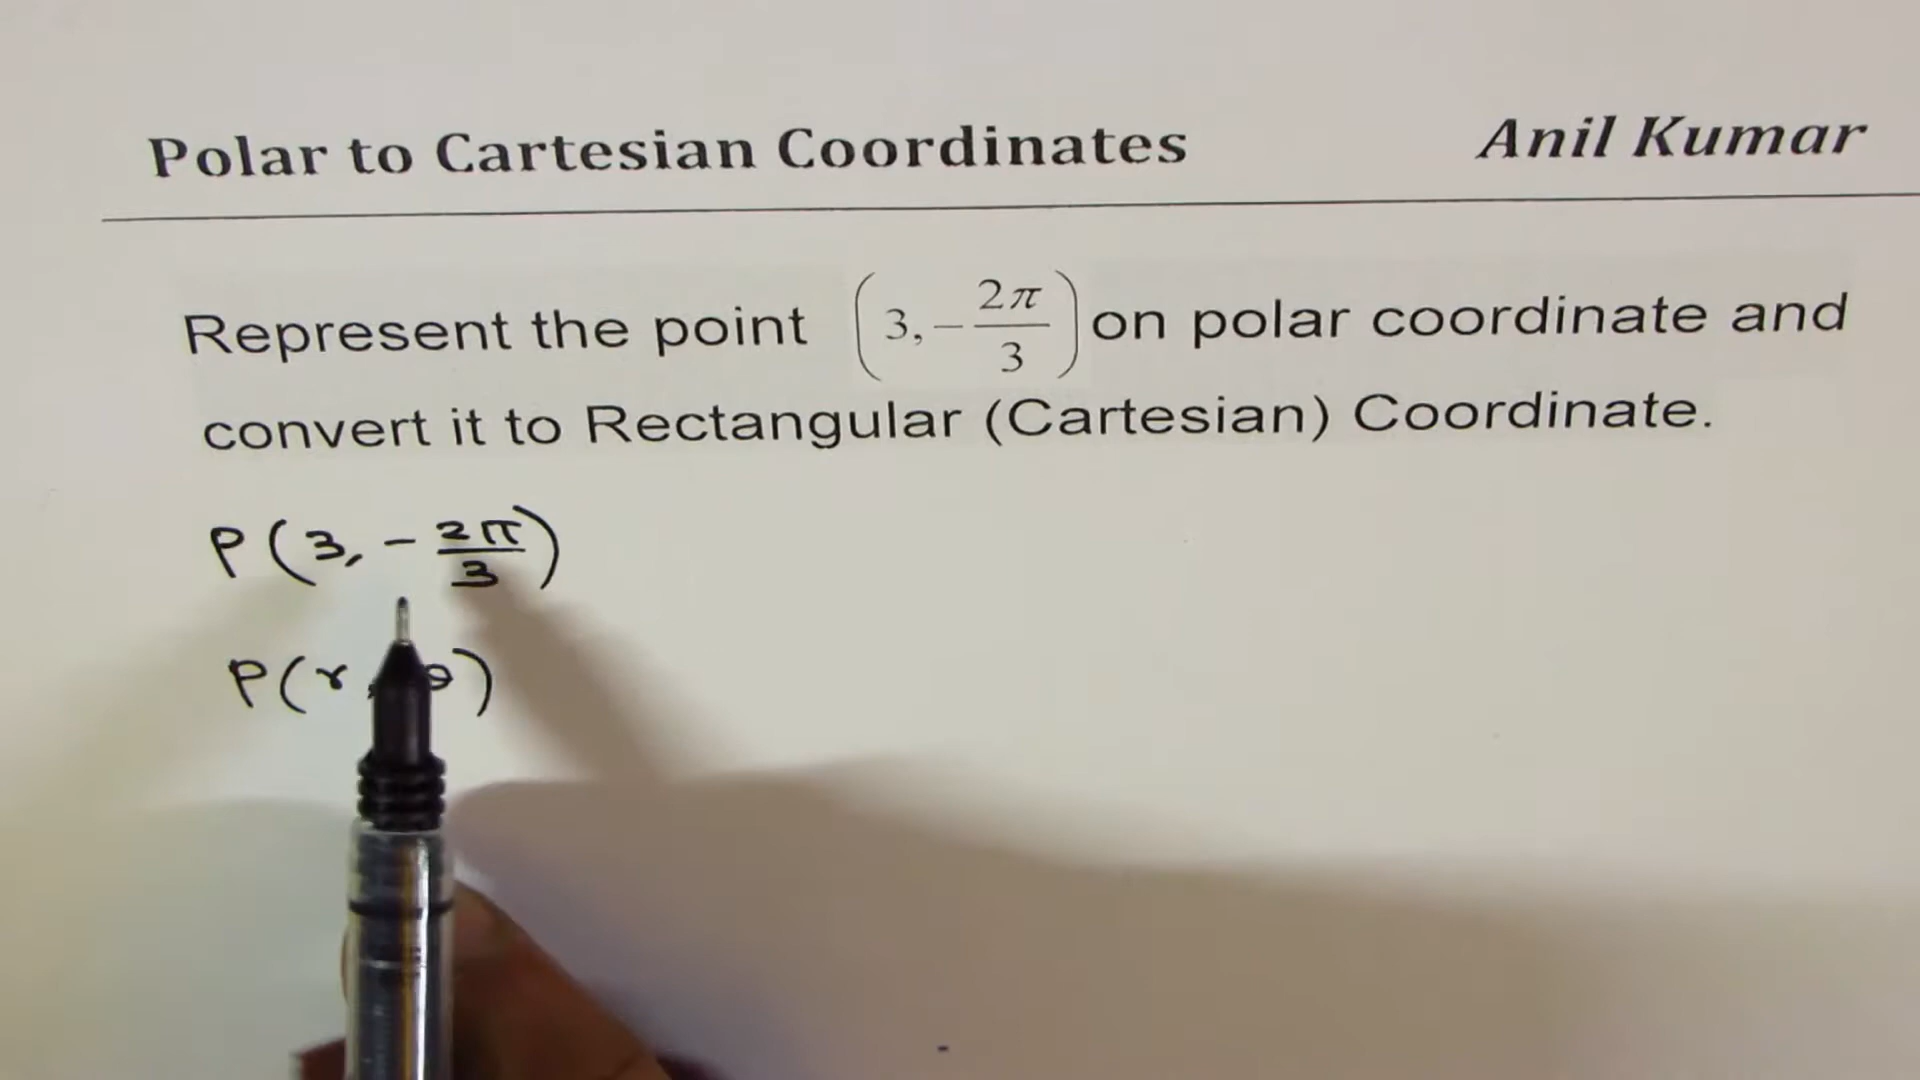 Polar to Cartesian Coordinates Anil Kumar
Represent the point (3, -2π/3) on polar coordinate and
convert it to Rectangular (Cartesian) Coordinate.
P(3, -2π/3)
P(r, θ)